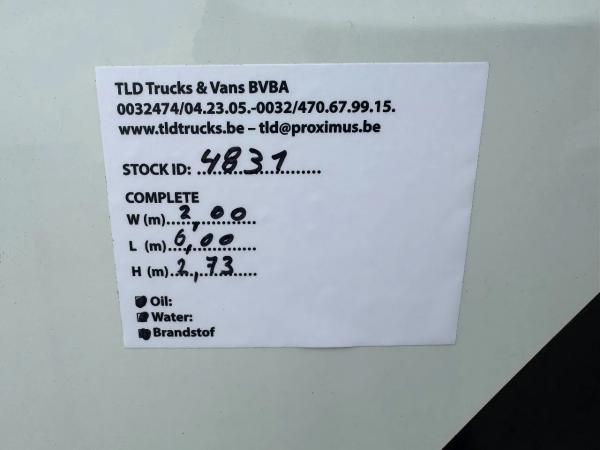 TLD Trucks & Vans BVBA
0032474/04.23.05.-0032/470.67.99.15.
www.tldtrucks.be – tld@proximus.be
STOCK ID: 4831
COMPLETE
W (m) 2,00
L (m) 6,00
H (m) 2,73
Oil:
Water:
Brandstof